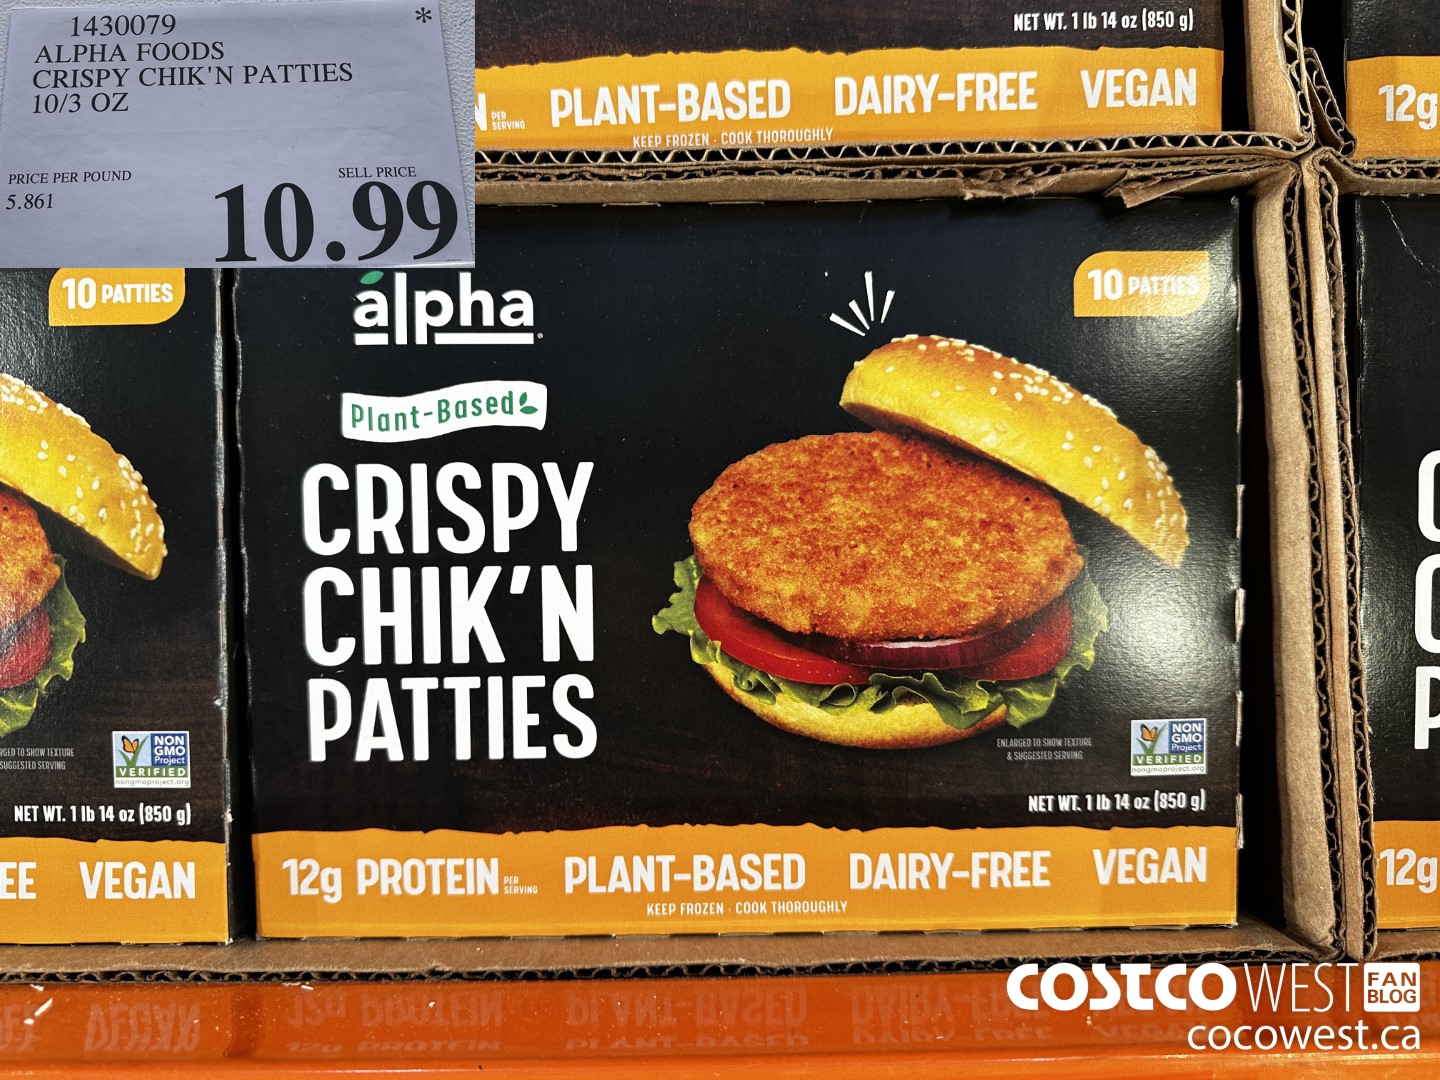 1430079
*
ALPHA FOODS
CRISPY CHIK'N PATTIES
10/3 OZ
PRICE PER POUND
5.861
SELL PRICE
10.99
NET WT. 1 lb 14 oz (850 g)
N PER SERVING PLANT-BASED DAIRY-FREE VEGAN
KEEP FROZEN · COOK THOROUGHLY
12g
10 PATTIES
SUGGESTED SERVING
NON
GMO
Project
VERIFIED
nongmoproject.org
NET WT. 1 lb 14 oz (850 g)
EE VEGAN
alpha
10 PATTIES
Plant-Based
CRISPY
CHIK'N
PATTIES
ENLARGED TO SHOW TEXTURE
& SUGGESTED SERVING
NON
GMO
Project
VERIFIED
nongmoproject.org
NET WT. 1 lb 14 oz (850 g)
12g PROTEIN PER SERVING PLANT-BASED DAIRY-FREE VEGAN
KEEP FROZEN · COOK THOROUGHLY
C
C
P
12g
COSTCO WEST FAN BLOG
cocowest.ca